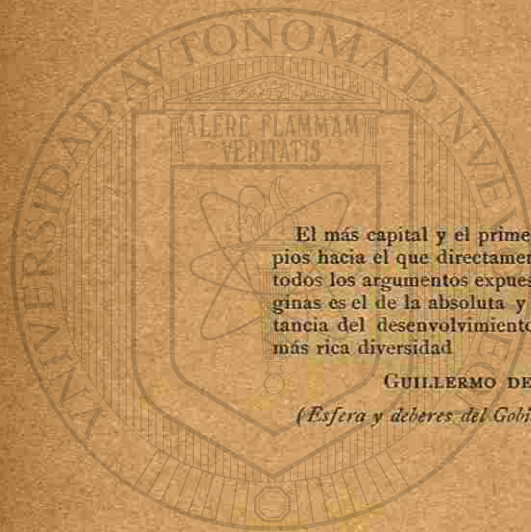 UNIVERSIDAD AUTONOMA D NUEVO
ALERE FLAMMAM
VERITATIS
El más capital y el prime
pios hacia el que directamen
todos los argumentos expues
ginas es el de la absoluta y
tancia del desenvolvimiento
más rica diversidad
GUILLERMO DE
(Esfera y deberes del Gobi